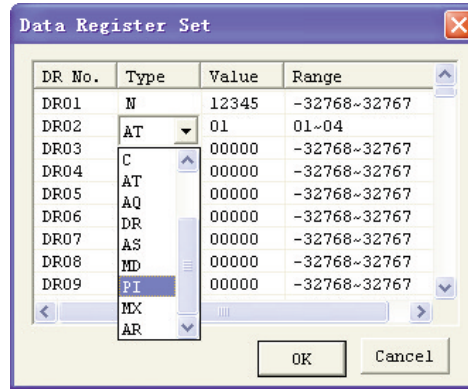 Data Register Set
DR No. Type Value Range
DR01 N 12345 -32768~32767
DR02 AT 01 01~04
DR03 C 00000 -32768~32767
DR04 AT 00000 -32768~32767
DR05 AQ 00000 -32768~32767
DR06 DR 00000 -32768~32767
DR07 AS 00000 -32768~32767
DR08 MD 00000 -32768~32767
DR09 PI 00000 -32768~32767
MX
AR
OK Cancel